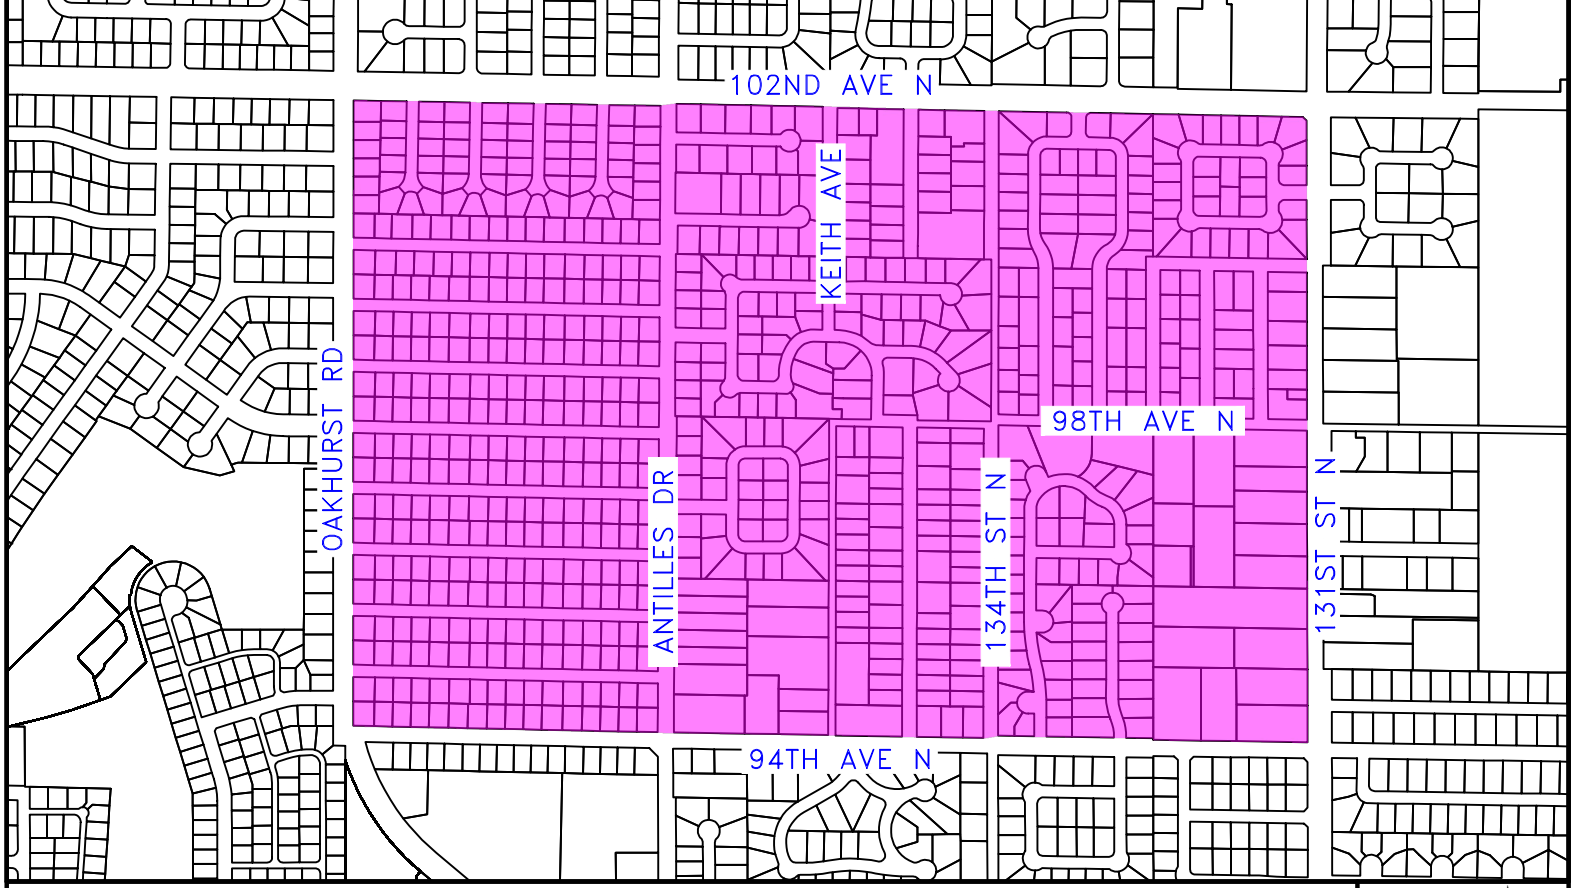 102ND AVE N
KEITH AVE
OAKHURST RD
98TH AVE N
ANTILLES DR
134TH ST N
131ST ST N
94TH AVE N